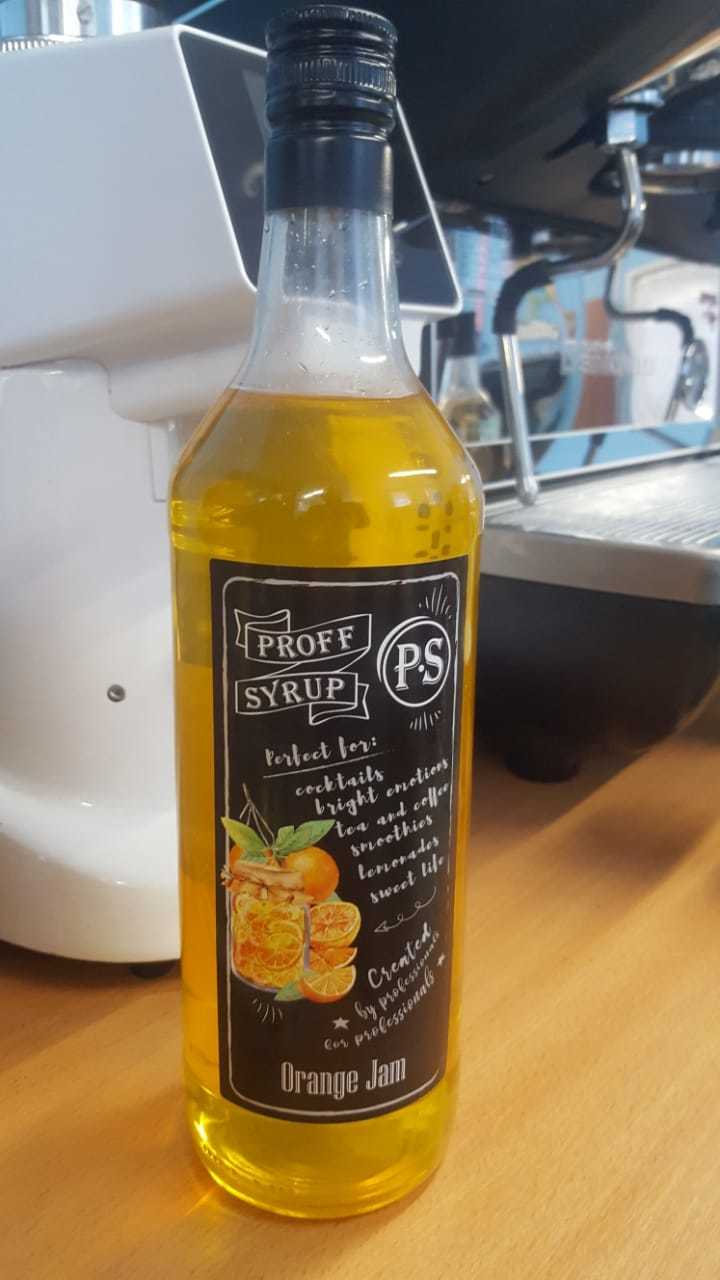 PROFF
SYRUP
P.S
Perfect for:
cocktails
bright emotions
tea and coffee
smoothies
lemonades
sweet life
Created
by professionals
for professionals
Orange Jam